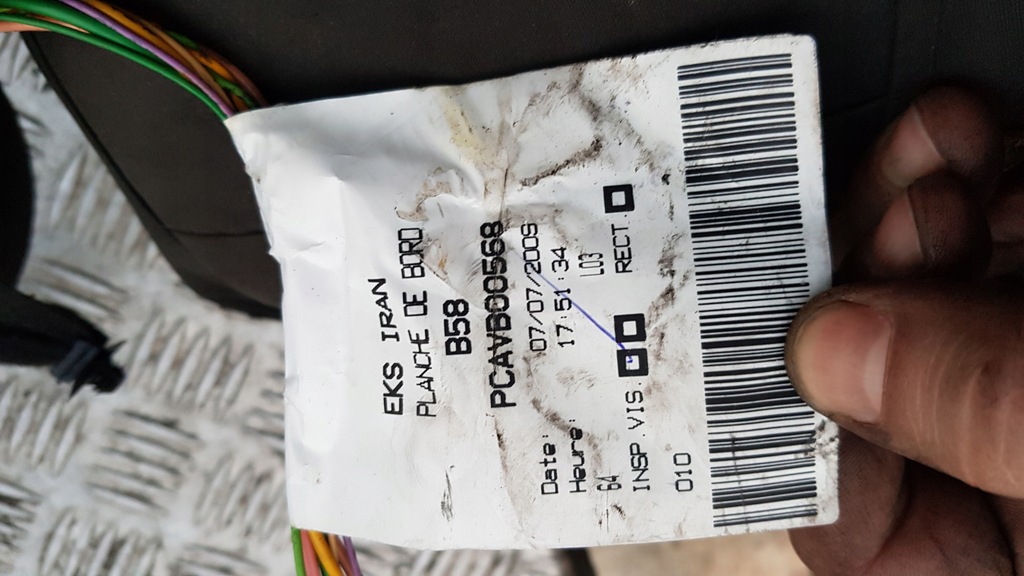 EKS IRAN
PLANCHE DE BORD
B58
PCAVB00568
Date: 07/07/2009
Heure: 17:51:34
64 L03
INSP.VIS. RECT.
010